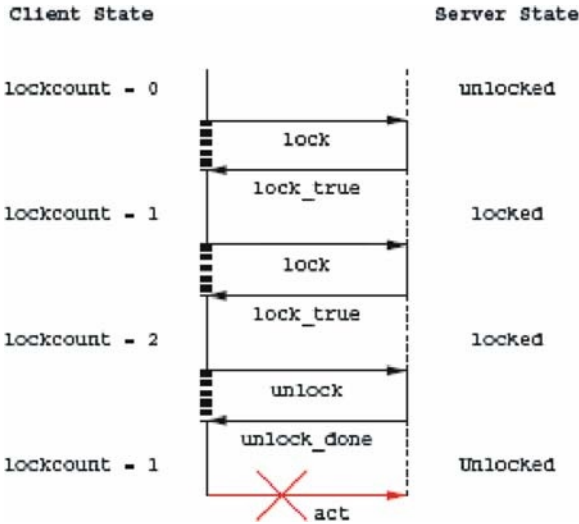 Client State Server State
lockcount = 0 unlocked
lock
lock_true
lockcount = 1 locked
lock
lock_true
lockcount = 2 locked
unlock
unlock_done
lockcount = 1 Unlocked
act